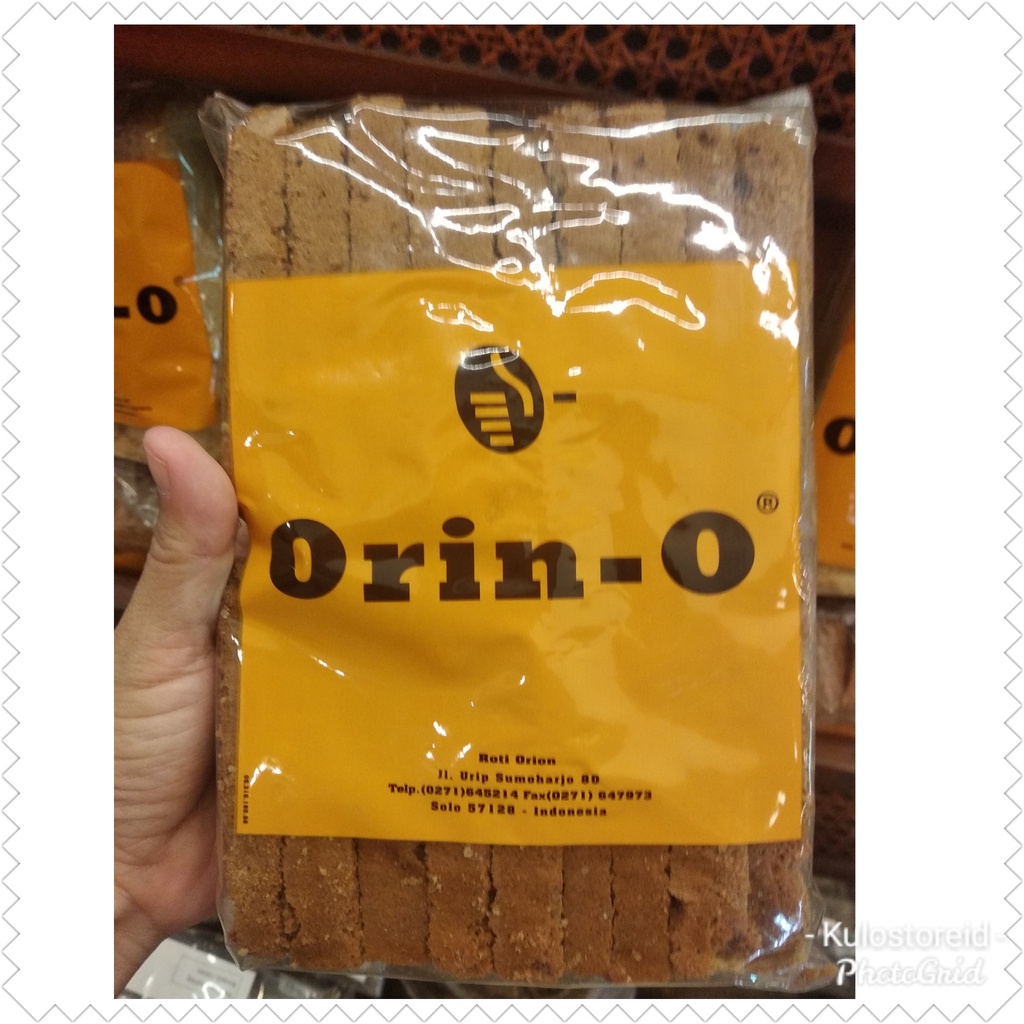 Orin-O®
Roti Orion
Jl. Urip Sumoharjo 80
Telp.(0271)645214 Fax(0271) 647973
Solo 57128 - Indonesia
- Kulostoreid -
PhotoGrid